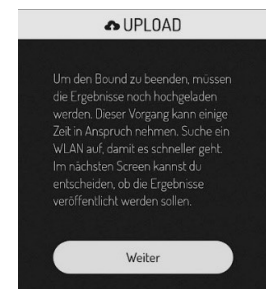 UPLOAD
Um den Bound zu beenden, müssen
die Ergebnisse noch hochgeladen
werden. Dieser Vorgang kann einige
Zeit in Anspruch nehmen. Suche ein
WLAN auf, damit es schneller geht.
Im nächsten Screen kannst du
entscheiden, ob die Ergebnisse
veröffentlicht werden sollen.
Weiter